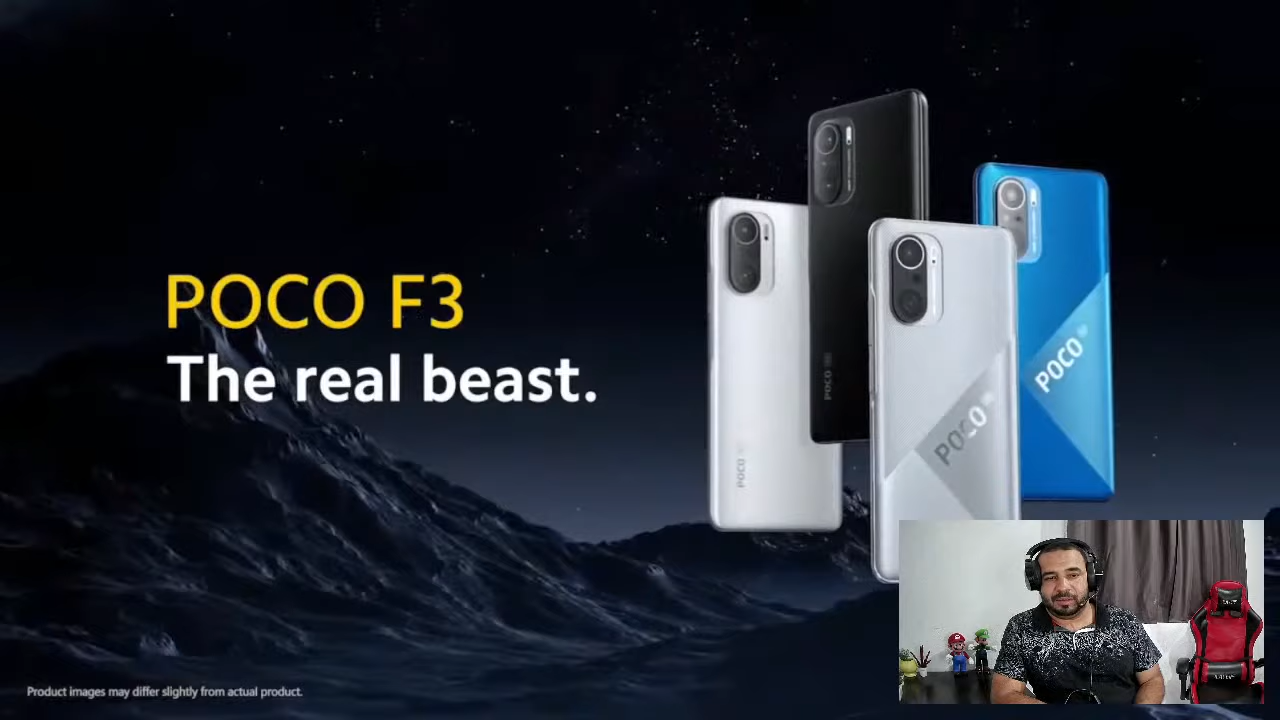 POCO F3
The real beast.
POCO
POCO
POCO
POCO
Product images may differ slightly from actual product.